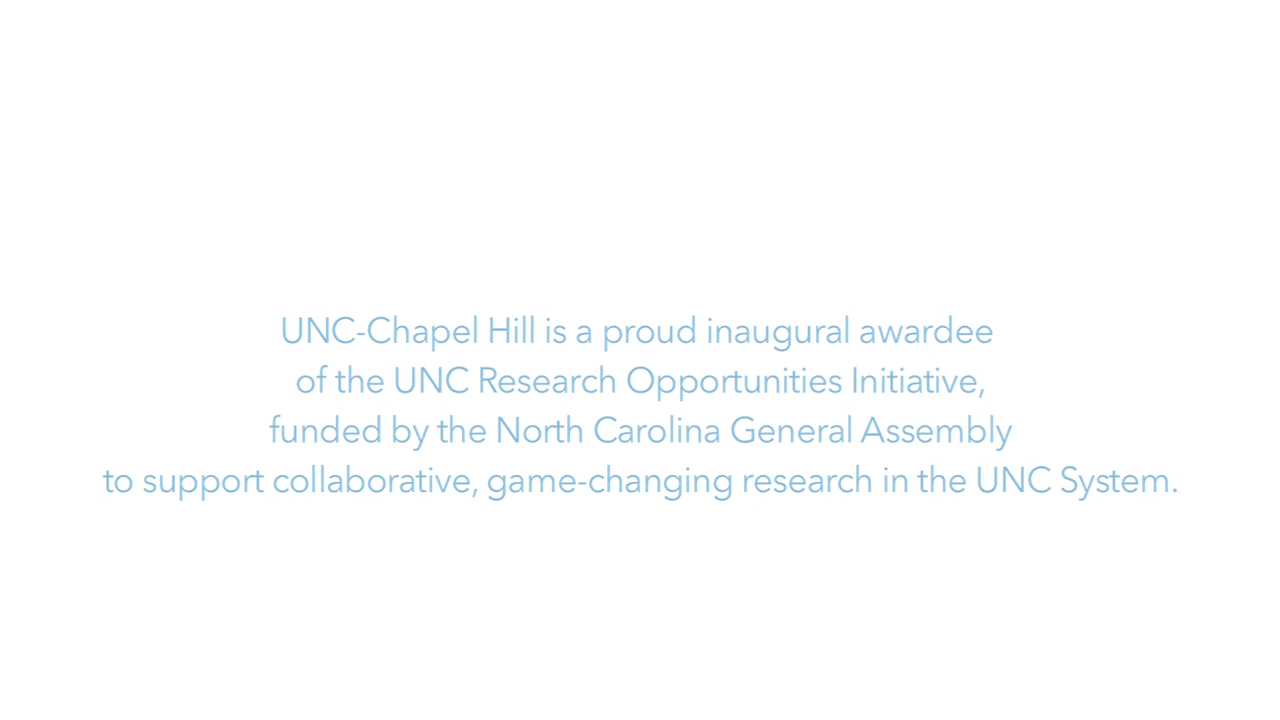 UNC-Chapel Hill is a proud inaugural awardee
of the UNC Research Opportunities Initiative,
funded by the North Carolina General Assembly
to support collaborative, game-changing research in the UNC System.